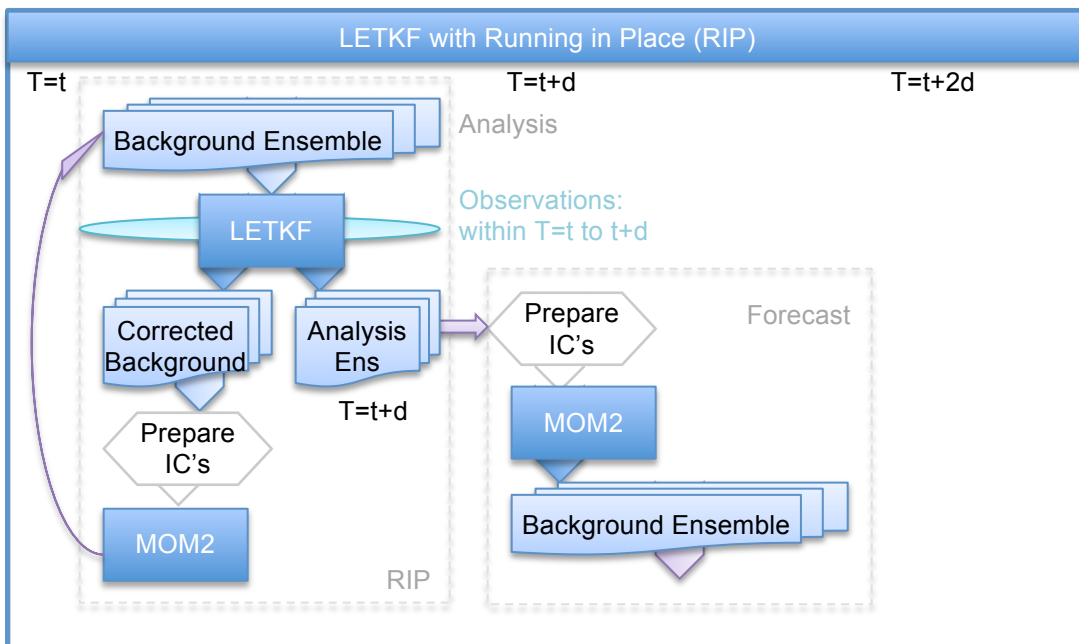 LETKF with Running in Place (RIP)
T=t
T=t+d
T=t+2d
Background Ensemble
Analysis
LETKF
Observations:
within T=t to t+d
Corrected
Background
Analysis
Ens
T=t+d
Prepare
IC's
MOM2
RIP
Prepare
IC's
Forecast
MOM2
Background Ensemble